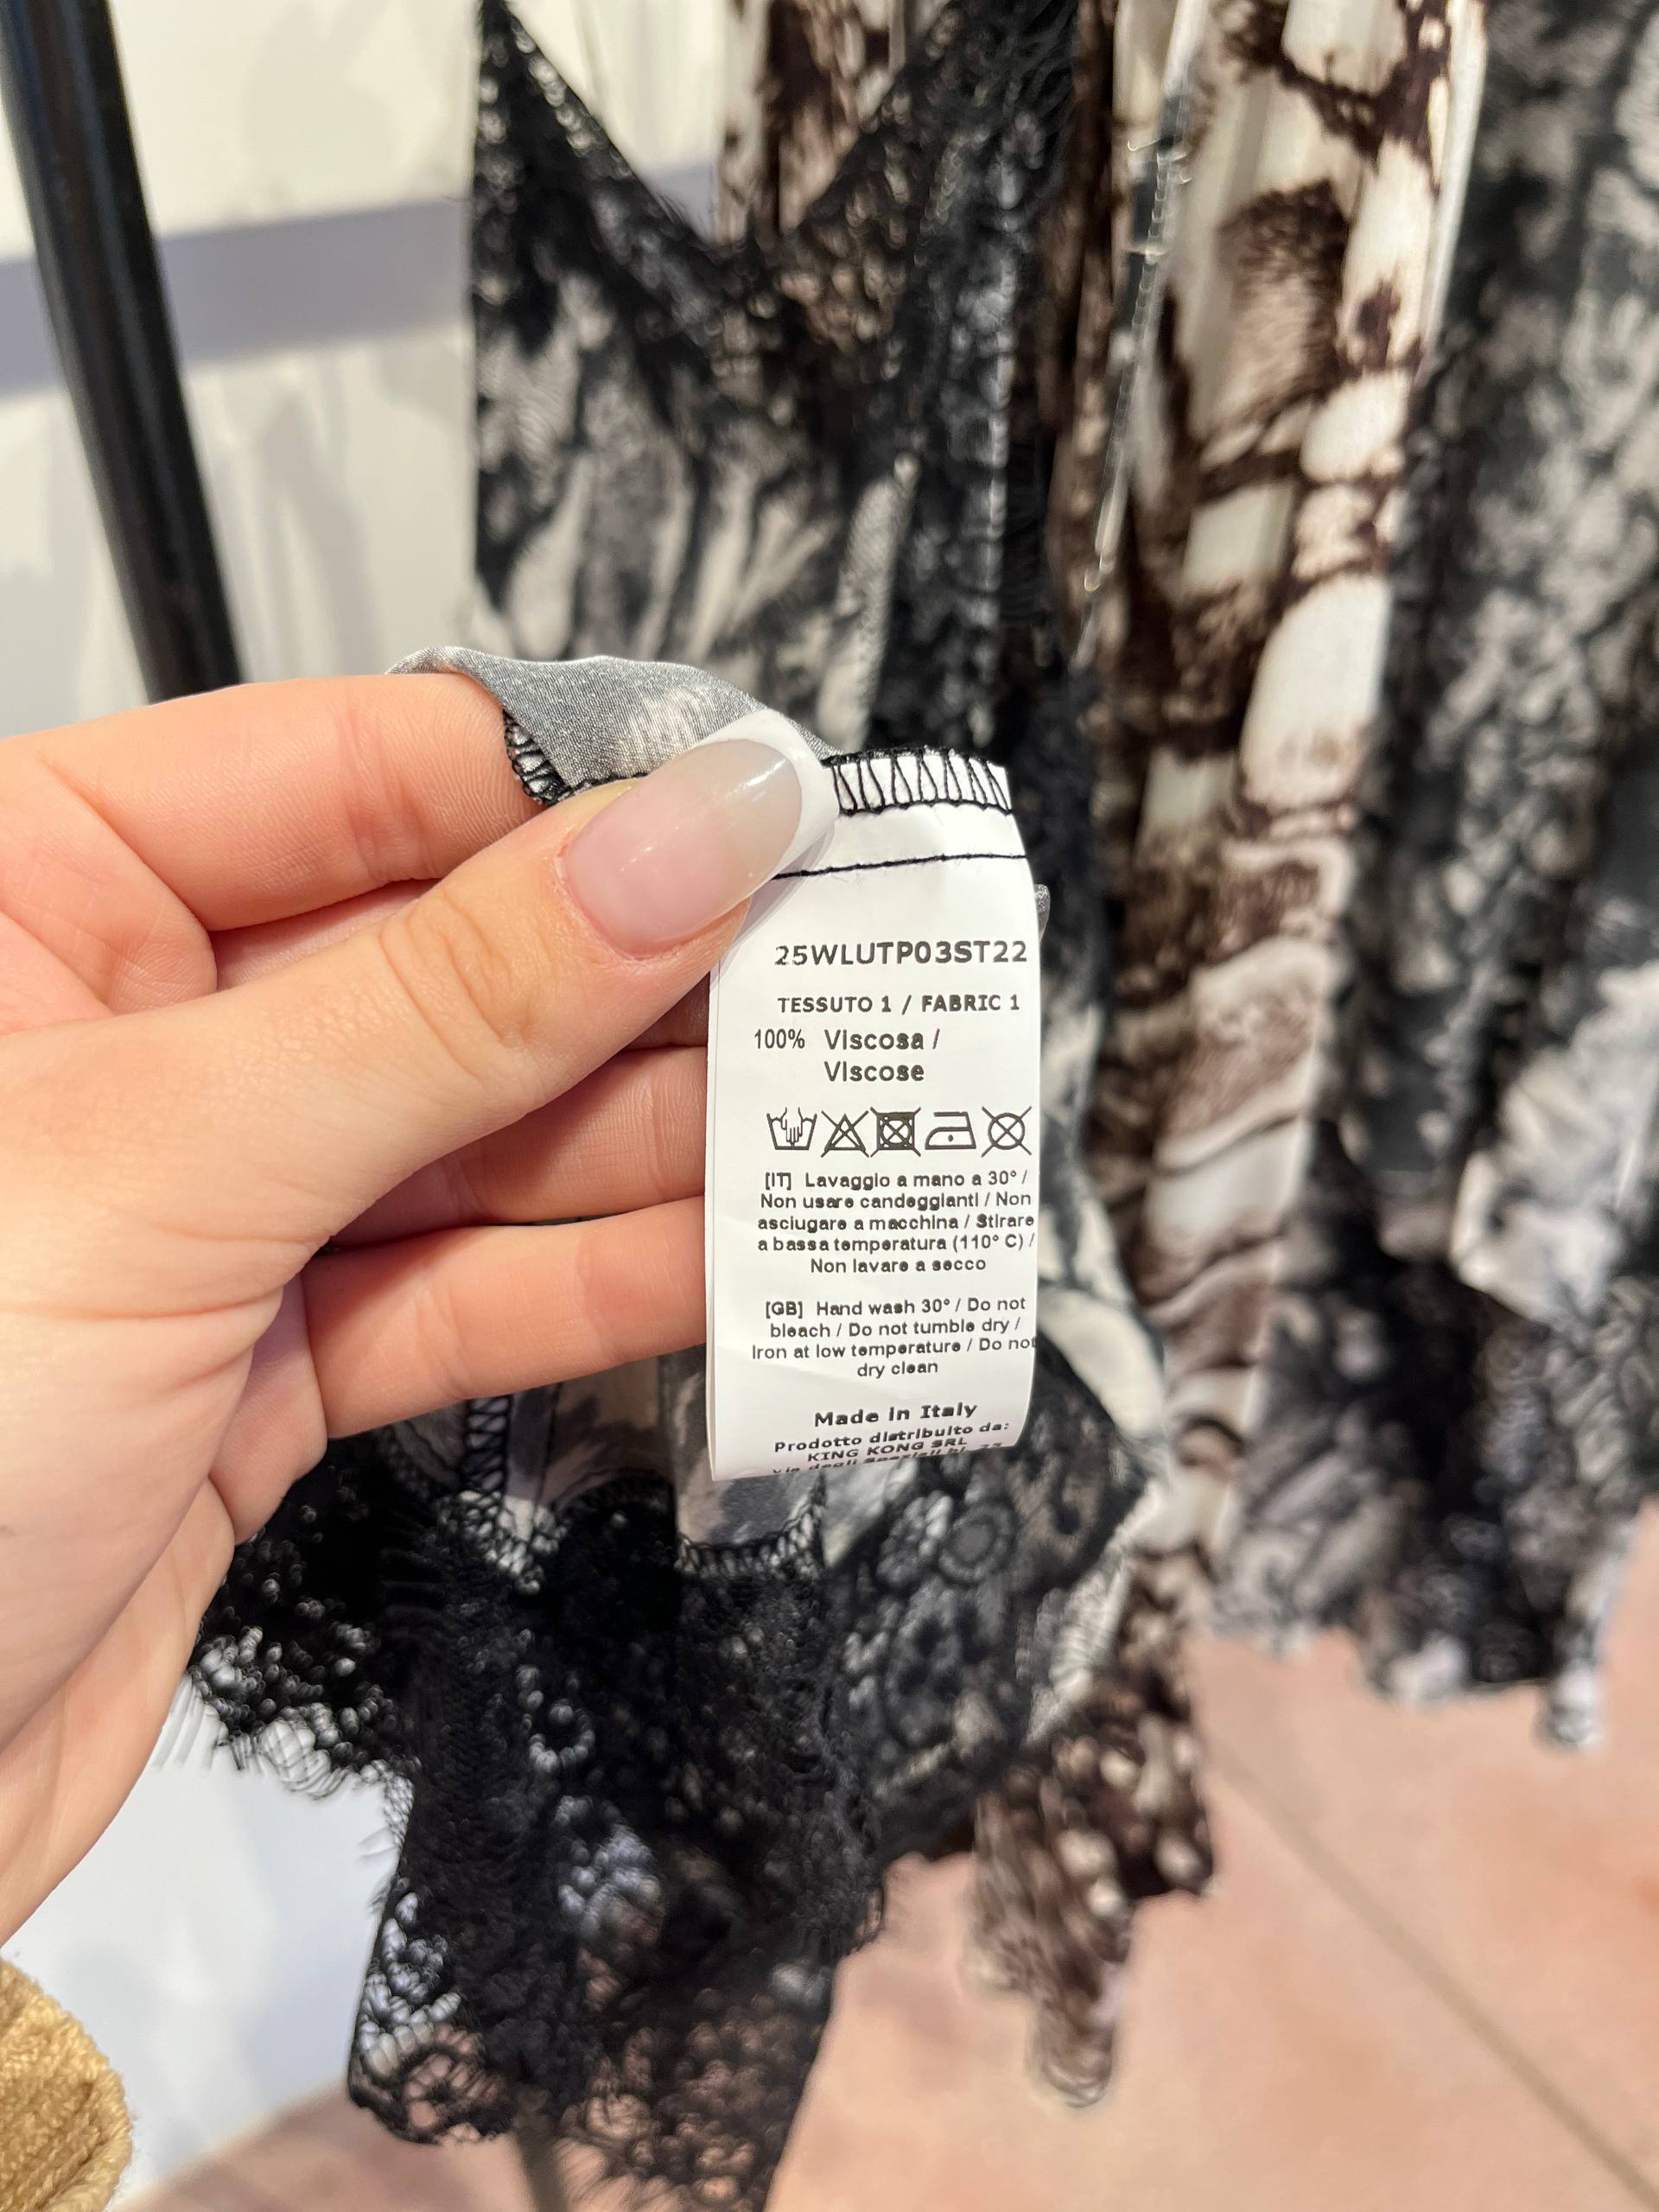 25WLUTP03ST22
TESSUTO 1 / FABRIC 1
100% Viscosa /
Viscose
[IT] Lavaggio a mano a 30° /
Non usare candeggianti / Non
asciugare a macchina / Stirare
a bassa temperatura (110° C) /
Non lavare a secco
[GB] Hand wash 30° / Do not
bleach / Do not tumble dry /
Iron at low temperature / Do not
dry clean
Made in Italy
Prodotto distribuito da:
KING KONG SRL
via degli